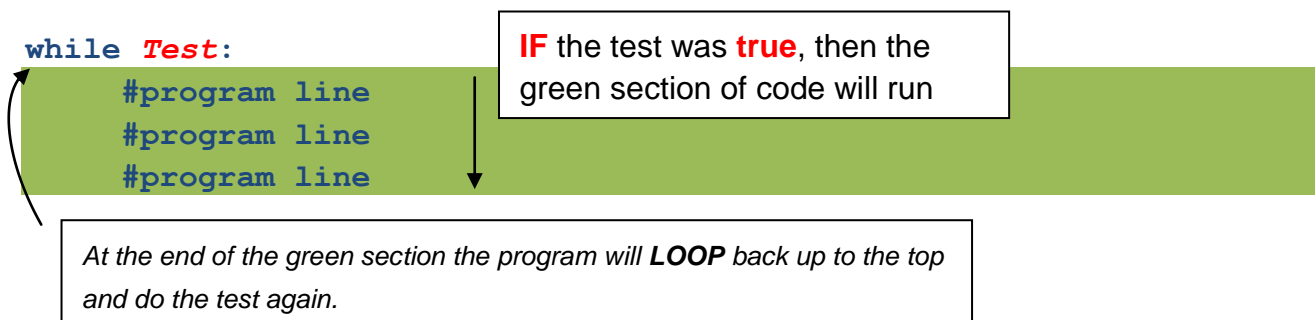 while Test:
#program line
#program line
#program line
IF the test was true, then the
green section of code will run
At the end of the green section the program will LOOP back up to the top
and do the test again.